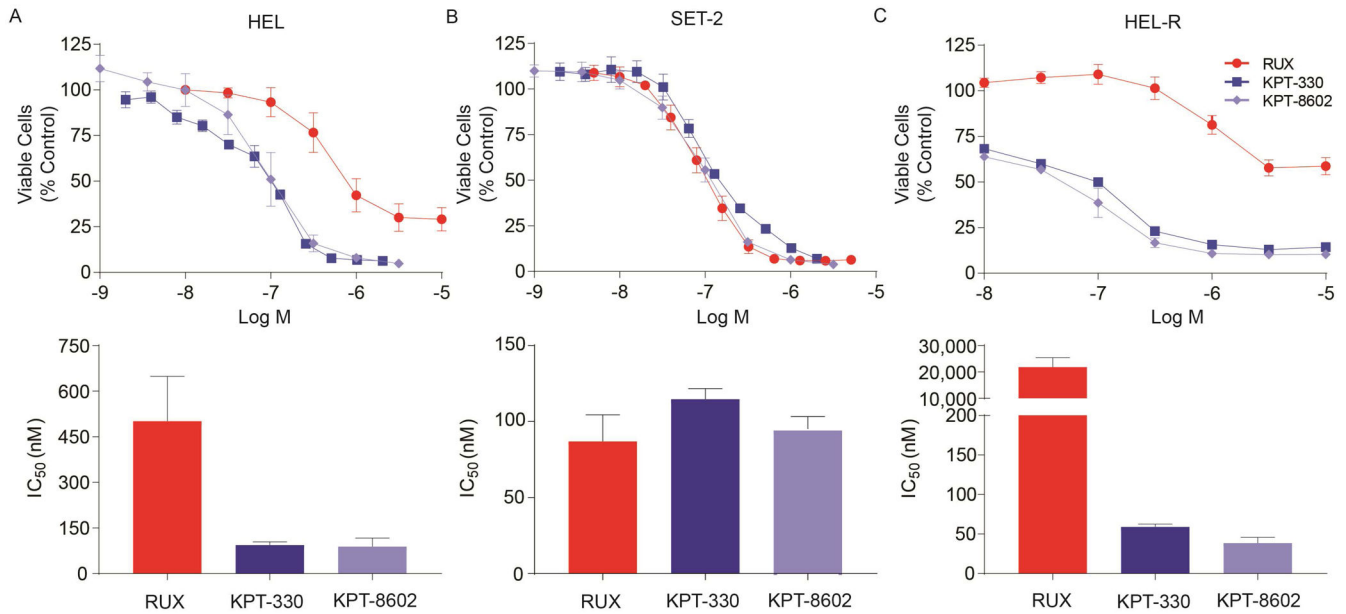 A
HEL
125
100
75
50
25
0
Viable Cells
(% Control)
-9
-8
-7
-6
-5
Log M
B
SET-2
125
100
75
50
25
0
Viable Cells
(% Control)
-9
-8
-7
-6
-5
Log M
C
HEL-R
125
100
75
50
25
0
Viable Cells
(% Control)
-8
-7
-6
-5
Log M
RUX
KPT-330
KPT-8602
750
600
450
300
150
0
IC50 (nM)
RUX
KPT-330
KPT-8602
150
100
50
0
IC50 (nM)
RUX
KPT-330
KPT-8602
30,000
20,000
10,000
200
150
100
50
0
IC50 (nM)
RUX
KPT-330
KPT-8602